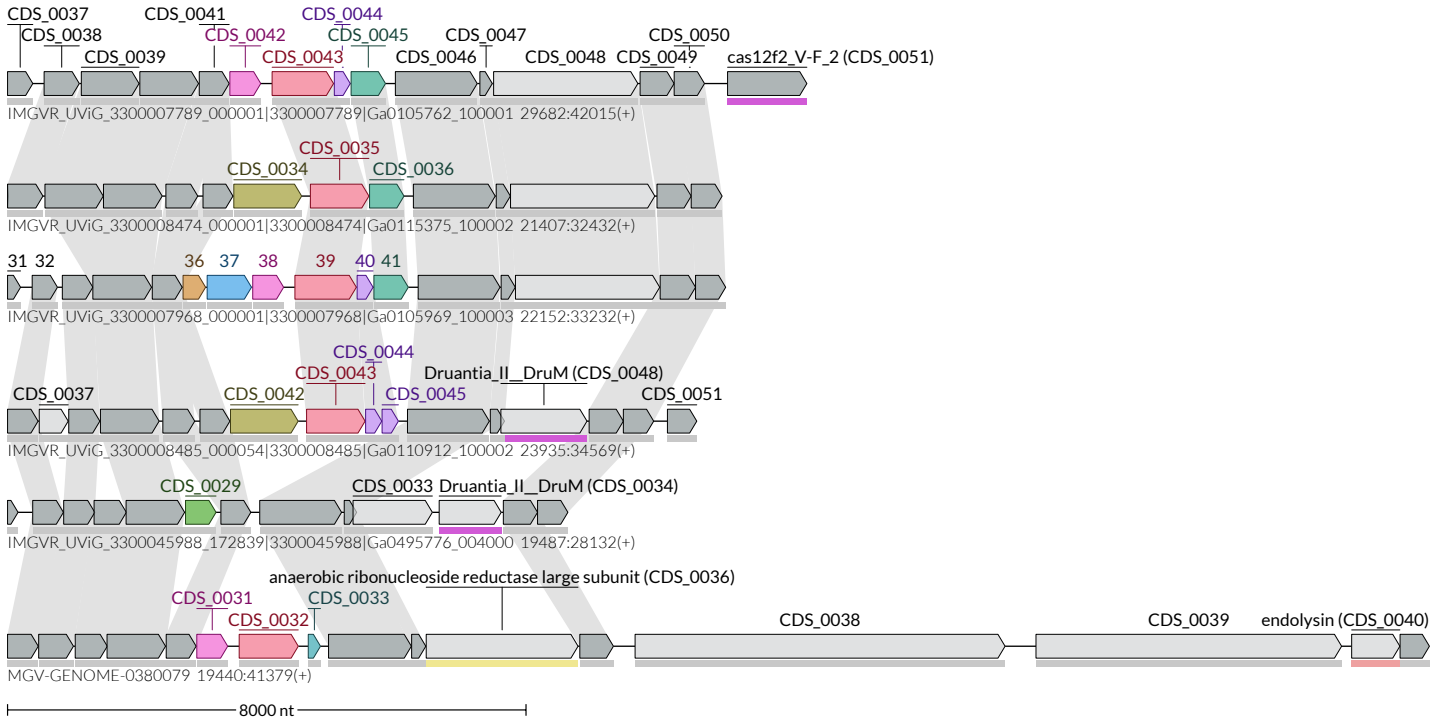 CDS_0037 CDS_0041 CDS_0044
CDS_0038 CDS_0042 CDS_0045 CDS_0047 CDS_0050
CDS_0039 CDS_0043 CDS_0046 CDS_0048 CDS_0049 cas12f2_V-F_2 (CDS_0051)
IMGVR_UViG_3300007789_000001|3300007789|Ga0105762_100001 29682:42015(+)
CDS_0035
CDS_0034 CDS_0036
IMGVR_UViG_3300008474_000001|3300008474|Ga0115375_100002 21407:32432(+)
31 32 36 37 38 39 40 41
IMGVR_UViG_3300007968_000001|3300007968|Ga0105969_100003 22152:33232(+)
CDS_0044
CDS_0043 Druantia_II__DruM (CDS_0048)
CDS_0037 CDS_0042 CDS_0045 CDS_0051
IMGVR_UViG_3300008485_000054|3300008485|Ga0110912_100002 23935:34569(+)
CDS_0029 CDS_0033 Druantia_II__DruM (CDS_0034)
IMGVR_UViG_3300045988_172839|3300045988|Ga0495776_004000 19487:28132(+)
anaerobic ribonucleoside reductase large subunit (CDS_0036)
CDS_0031 CDS_0033
CDS_0032 CDS_0038 CDS_0039 endolysin (CDS_0040)
MGV-GENOME-0380079 19440:41379(+)
8000 nt